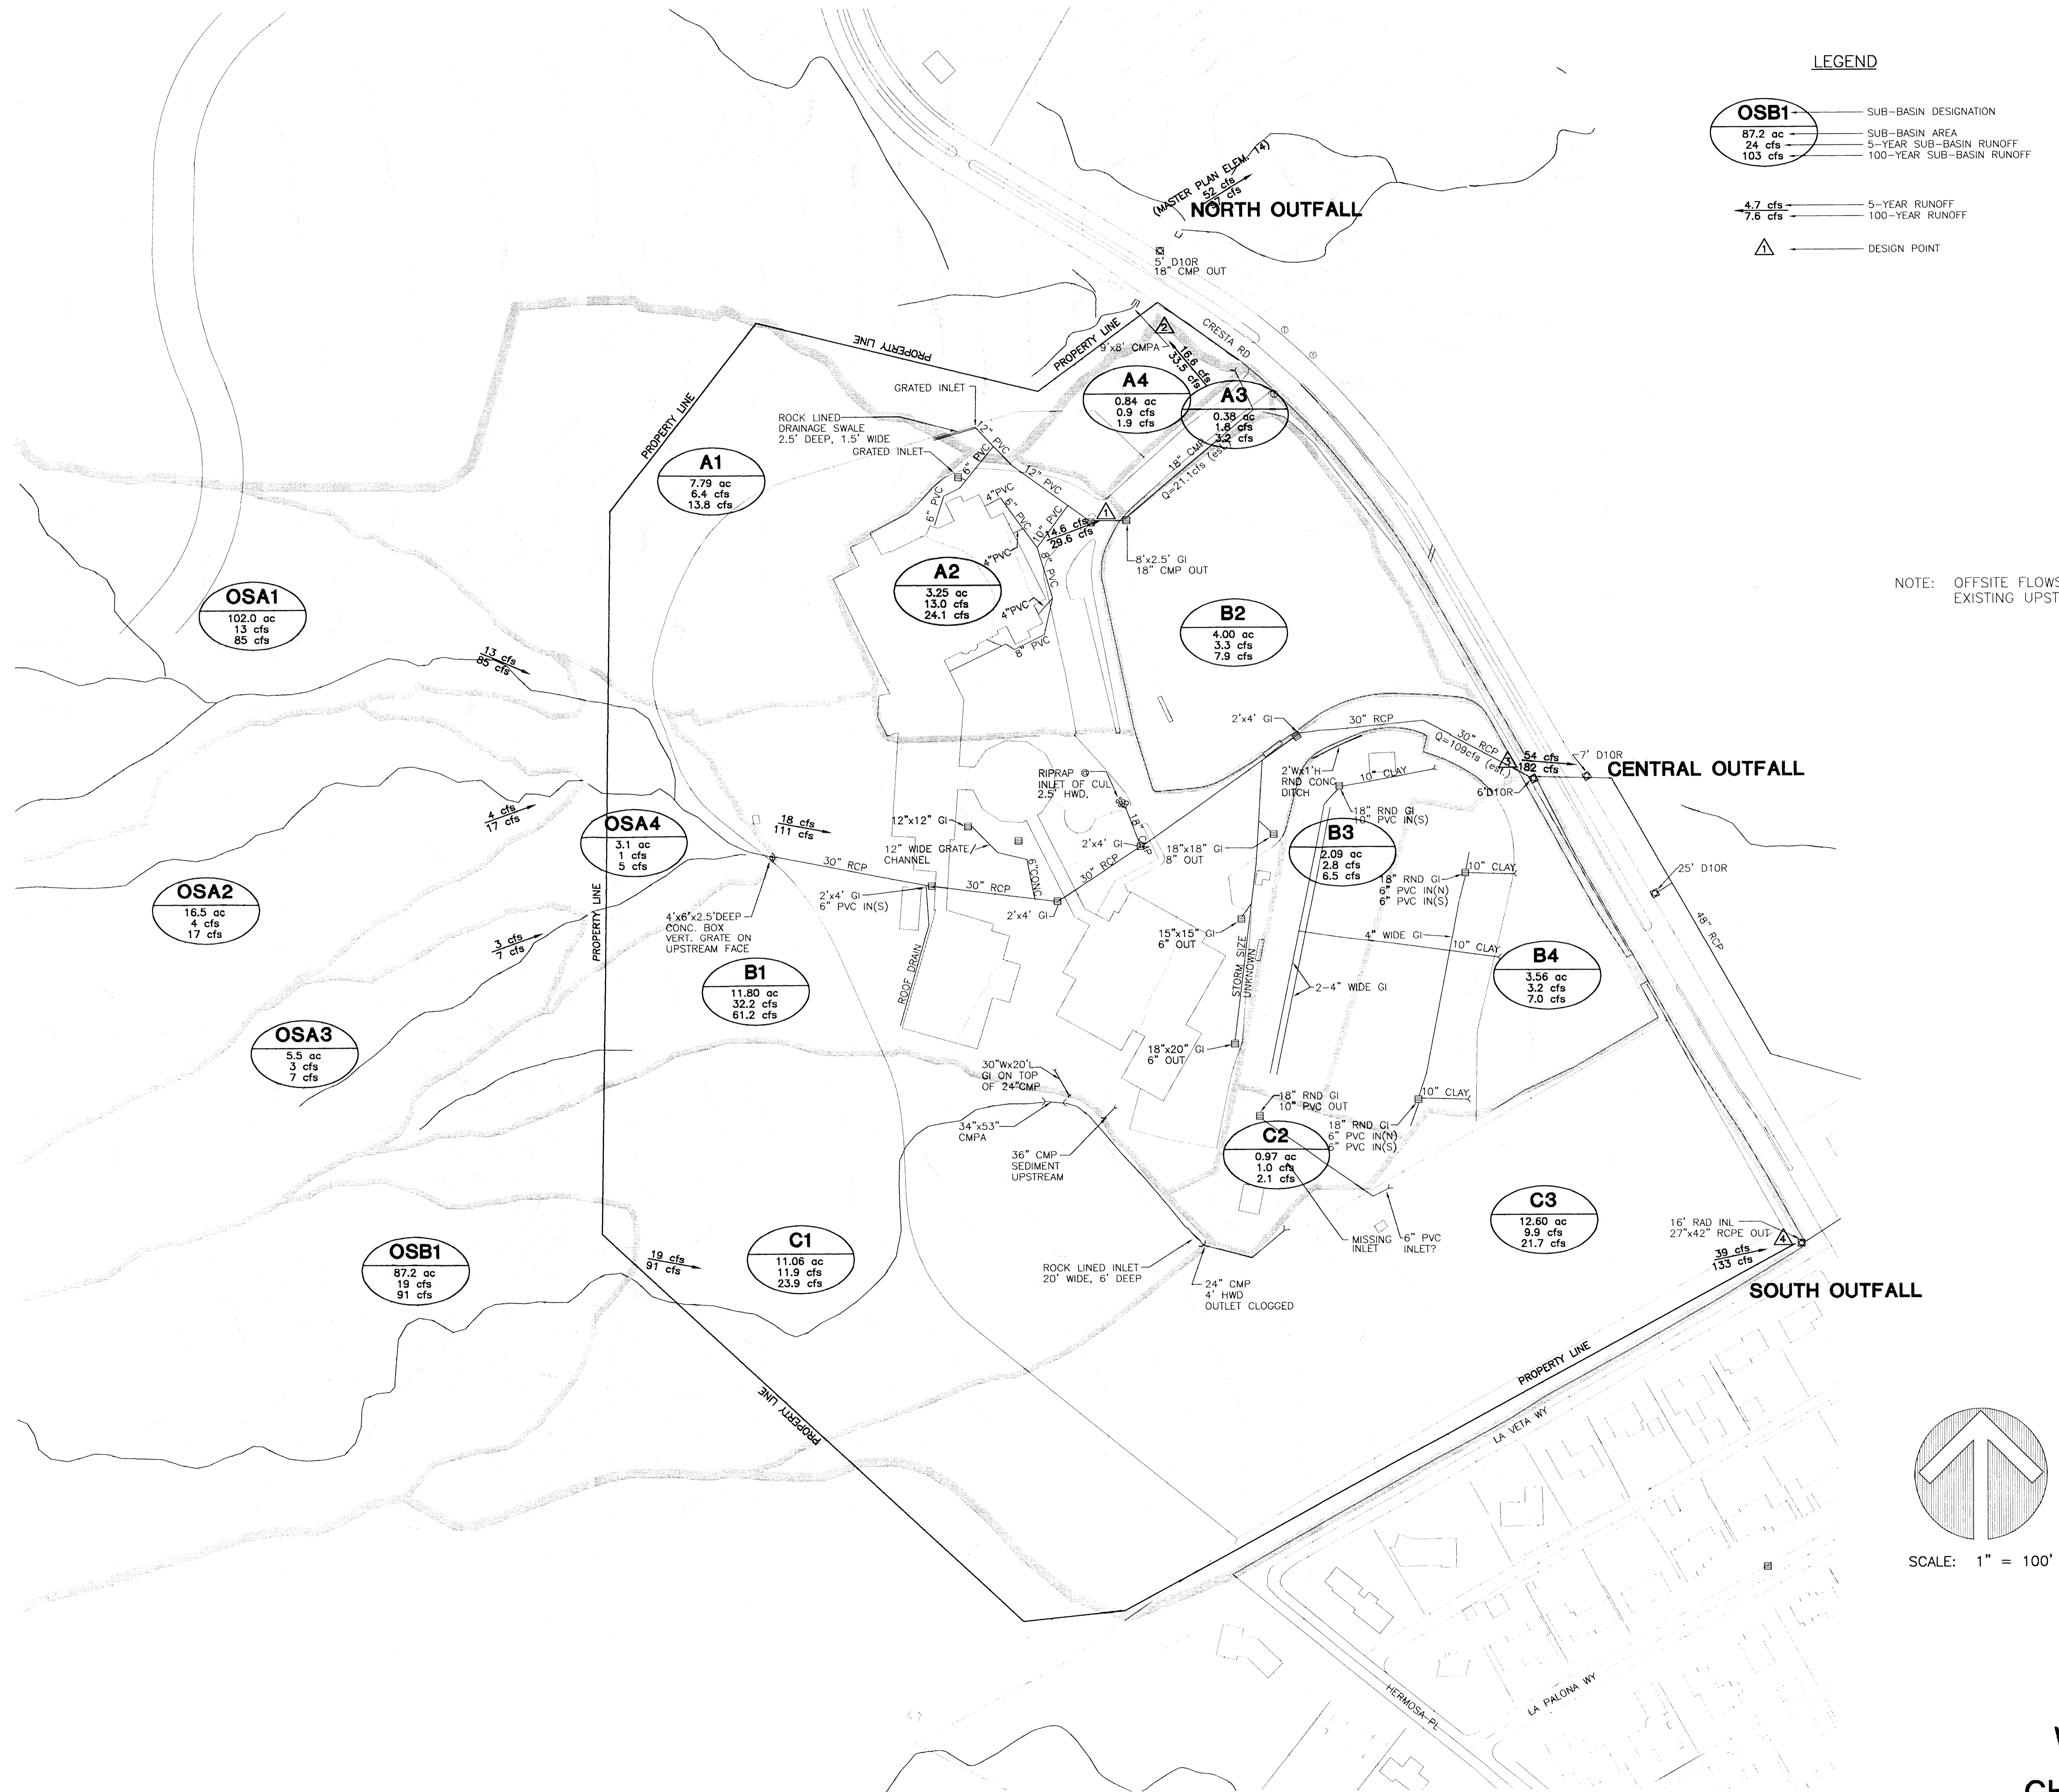 LEGEND
OSB1
87.2 ac
24 cfs
103 cfs
SUB-BASIN DESIGNATION
SUB-BASIN AREA
5-YEAR SUB-BASIN RUNOFF
100-YEAR SUB-BASIN RUNOFF
4.7 cfs
7.6 cfs
5-YEAR RUNOFF
100-YEAR RUNOFF
1
DESIGN POINT
(MASTER PLAN ELEM. 14)
52 cfs
97 cfs
NORTH OUTFALL
5' D10R
18" CMP OUT
CRESTA RD
PROPERTY LINE
PROPERTY LINE
PROPERTY LINE
2
9'x8' CMPA
16.6 cfs
33.5 cfs
A4
0.84 ac
0.9 cfs
1.9 cfs
A3
0.38 ac
1.8 cfs
3.2 cfs
GRATED INLET
ROCK LINED
DRAINAGE SWALE
2.5' DEEP, 1.5' WIDE
GRATED INLET
12" PVC
12" PVC
6" PVC
6" PVC
4"PVC
6" PVC
10" PVC
4"PVC
8" PVC
4"PVC
8" PVC
18" CMP
Q=21.1cfs (est.)
1
14.6 cfs
29.6 cfs
8'x2.5' GI
18" CMP OUT
A1
7.79 ac
6.4 cfs
13.8 cfs
A2
3.25 ac
13.0 cfs
24.1 cfs
B2
4.00 ac
3.3 cfs
7.9 cfs
NOTE: OFFSITE FLOWS
EXISTING UPST
OSA1
102.0 ac
13 cfs
85 cfs
13 cfs
85 cfs
2'x4' GI
30" RCP
30" RCP
Q=109cfs (est.)
3
54 cfs
182 cfs
7' D10R
CENTRAL OUTFALL
6'D10R
RIPRAP @
INLET OF CUL
2.5' HWD,
18" CMP
2'W x1'H
RND CONC
DITCH
10" CLAY
18" RND GI
10" PVC IN(S)
4 cfs
17 cfs
OSA4
3.1 ac
1 cfs
5 cfs
18 cfs
111 cfs
12"x12" GI
12" WIDE GRATE
CHANNEL
6"CONC
2'x4' GI
18"x18" GI
8" OUT
B3
2.09 ac
2.8 cfs
6.5 cfs
30" RCP
30" RCP
30" RCP
2'x4' GI
6" PVC IN(S)
2'x4' GI
10" CLAY
18" RND GI
6" PVC IN(N)
6" PVC IN(S)
25' D10R
48" RCP
OSA2
16.5 ac
4 cfs
17 cfs
PROPERTY LINE
4'x6'x2.5'DEEP
CONC. BOX
VERT. GRATE ON
UPSTREAM FACE
3 cfs
7 cfs
15"x15" GI
6" OUT
4" WIDE GI
10" CLAY
STORM SIZE
UNKNOWN
2-4" WIDE GI
B4
3.56 ac
3.2 cfs
7.0 cfs
B1
11.80 ac
32.2 cfs
61.2 cfs
ROOF DRAIN
OSA3
5.5 ac
3 cfs
7 cfs
18"x20" GI
6" OUT
30"Wx20'L
GI ON TOP
OF 24"CMP
34"x53"
CMPA
36" CMP
SEDIMENT
UPSTREAM
18" RND GI
10" PVC OUT
10" CLAY
18" RND GI
6" PVC IN(N)
6" PVC IN(S)
C2
0.97 ac
1.0 cfs
2.1 cfs
C3
12.60 ac
9.9 cfs
21.7 cfs
16' RAD INL
27"x42" RCPE OUT
4
39 cfs
133 cfs
SOUTH OUTFALL
MISSING
INLET
6" PVC
INLET?
OSB1
87.2 ac
19 cfs
91 cfs
19 cfs
91 cfs
C1
11.06 ac
11.9 cfs
23.9 cfs
ROCK LINED INLET
20' WIDE, 6' DEEP
24" CMP
4' HWD
OUTLET CLOGGED
PROPERTY LINE
PROPERTY LINE
LA VETA WY
SCALE: 1" = 100'
LA PALONA WY
HERMOSA PL